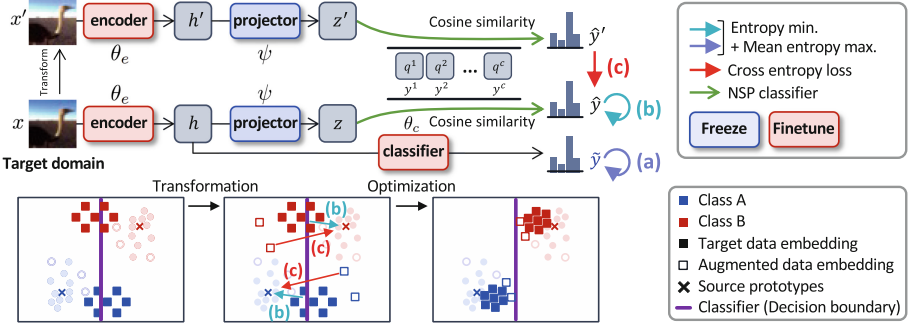 x′
encoder
h′
projector
z′
Cosine similarity
ŷ′
θe
ψ
Transform
q¹ q² ... qᶜ
y¹ y² yᶜ
(c)
θe
ψ
x
encoder
h
projector
z
θc
Cosine similarity
ŷ
(b)
Target domain
classifier
ỹ
(a)
Entropy min.
+ Mean entropy max.
Cross entropy loss
NSP classifier
Freeze
Finetune
Transformation
Optimization
(b)
(c)
(c)
(b)
Class A
Class B
Target data embedding
Augmented data embedding
Source prototypes
Classifier (Decision boundary)